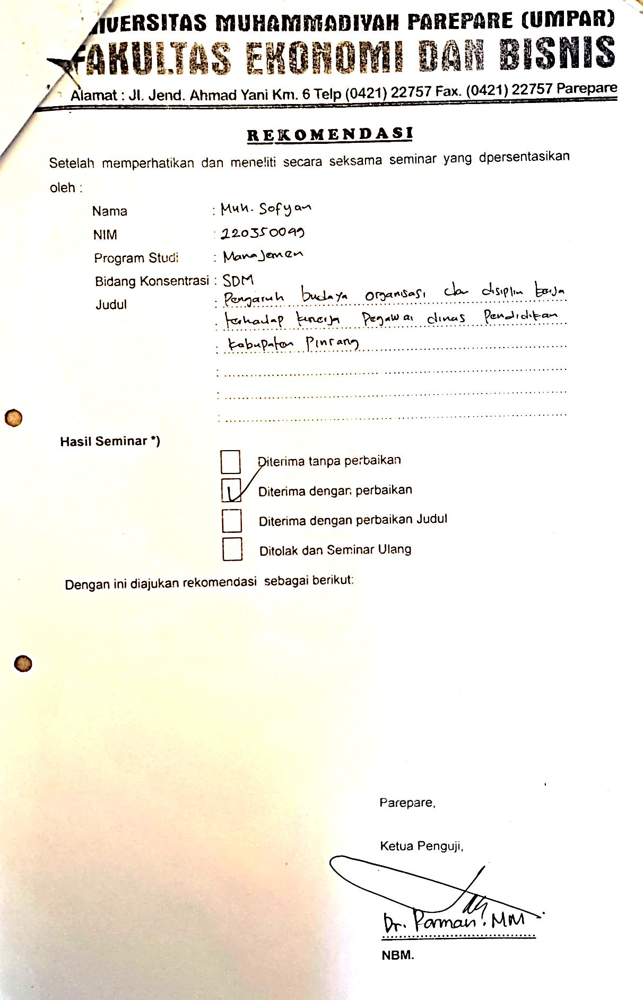 NIVERSITAS MUHAMMADIYAH PAREPARE (UMPAR)
FAKULTAS EKONOMI DAN BISNIS
Alamat : Jl. Jend. Ahmad Yani Km. 6 Telp (0421) 22757 Fax. (0421) 22757 Parepare
REKOMENDASI
Setelah memperhatikan dan meneliti secara seksama seminar yang dpersentasikan
oleh :
Nama : Muh. Sofyan
NIM : 220350049
Program Studi : Manajemen
Bidang Konsentrasi : SDM
Judul : Pengaruh budaya organisasi dan disiplin kerja
: terhadap kinerja Pegawai dinas Pendidikan
: kabupaten Pinrang
Hasil Seminar *)
Diterima tanpa perbaikan
Diterima dengan perbaikan
Diterima dengan perbaikan Judul
Ditolak dan Seminar Ulang
Dengan ini diajukan rekomendasi sebagai berikut:
Parepare,
Ketua Penguji,
Dr. Parman. MM
NBM.